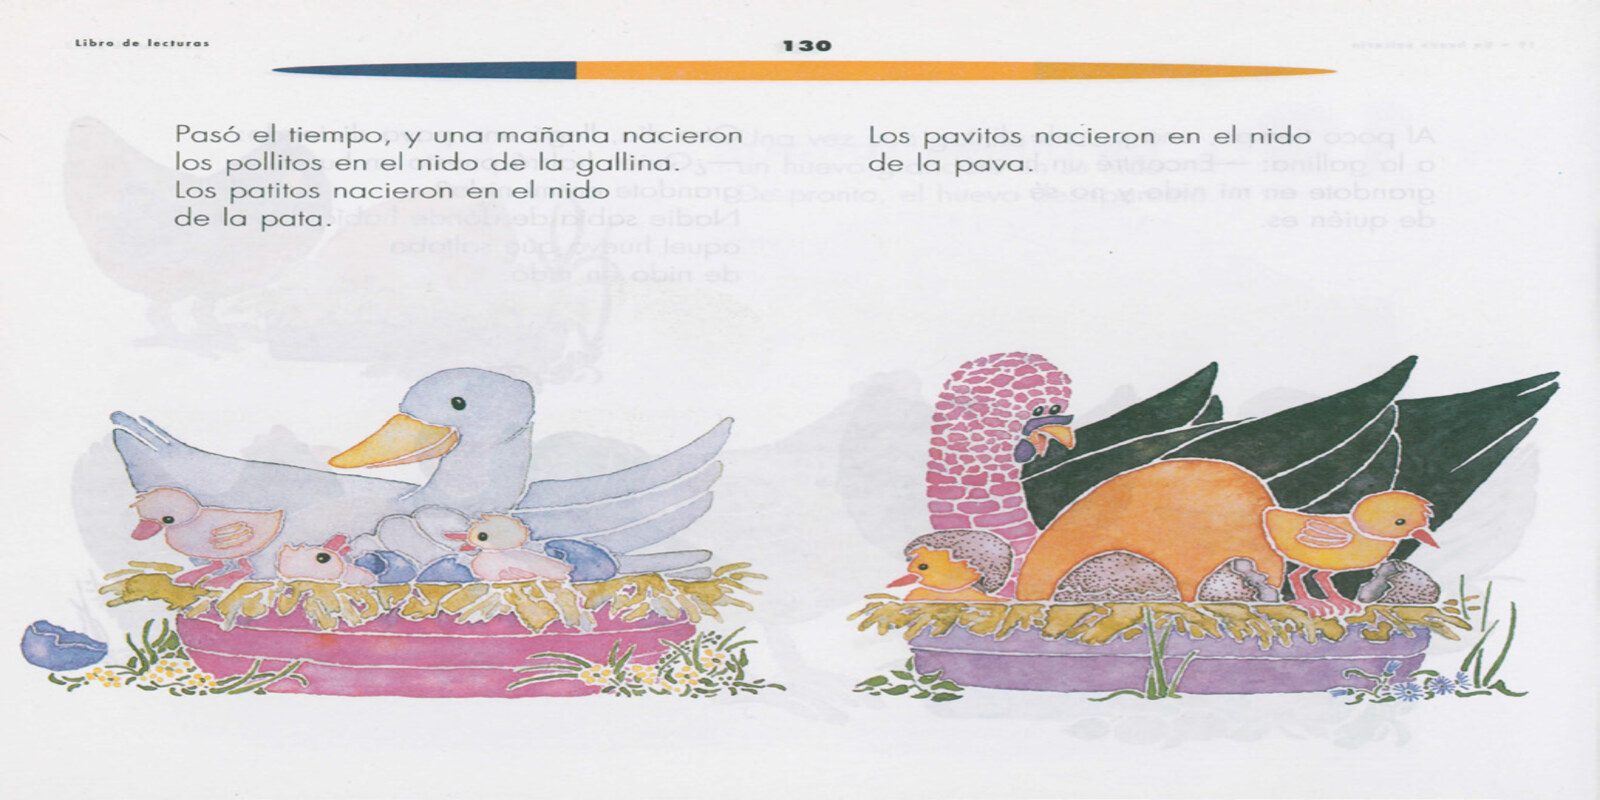 Libro de lecturas
130
Pasó el tiempo, y una mañana nacieron
los pollitos en el nido de la gallina.
Los patitos nacieron en el nido
de la pata.
Los pavitos nacieron en el nido
de la pava.